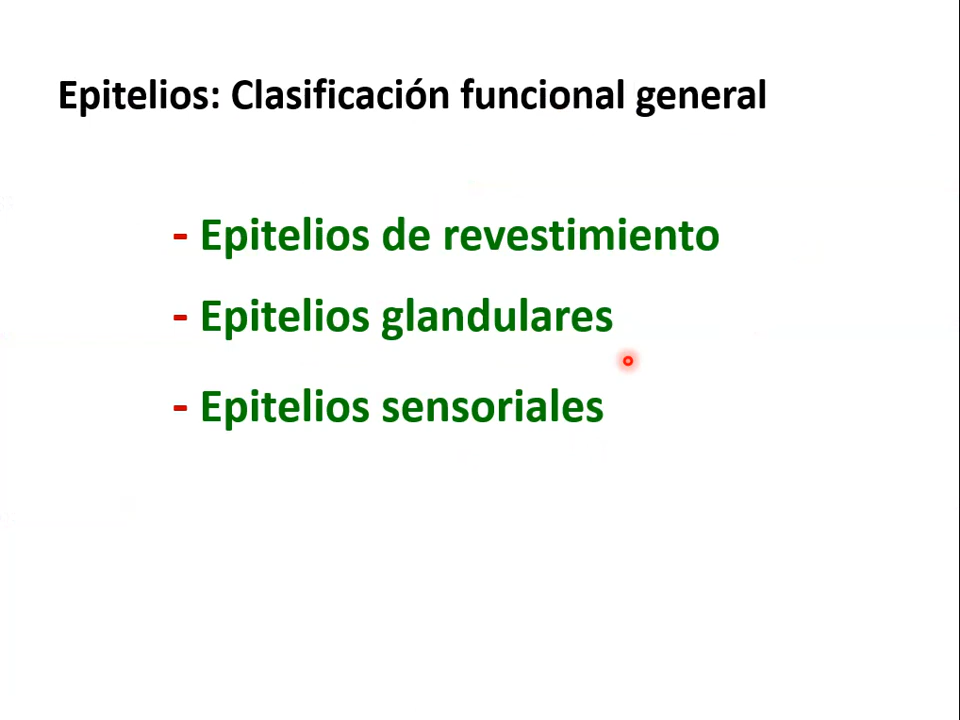 Epitelios: Clasificación funcional general
- Epitelios de revestimiento
- Epitelios glandulares
- Epitelios sensoriales